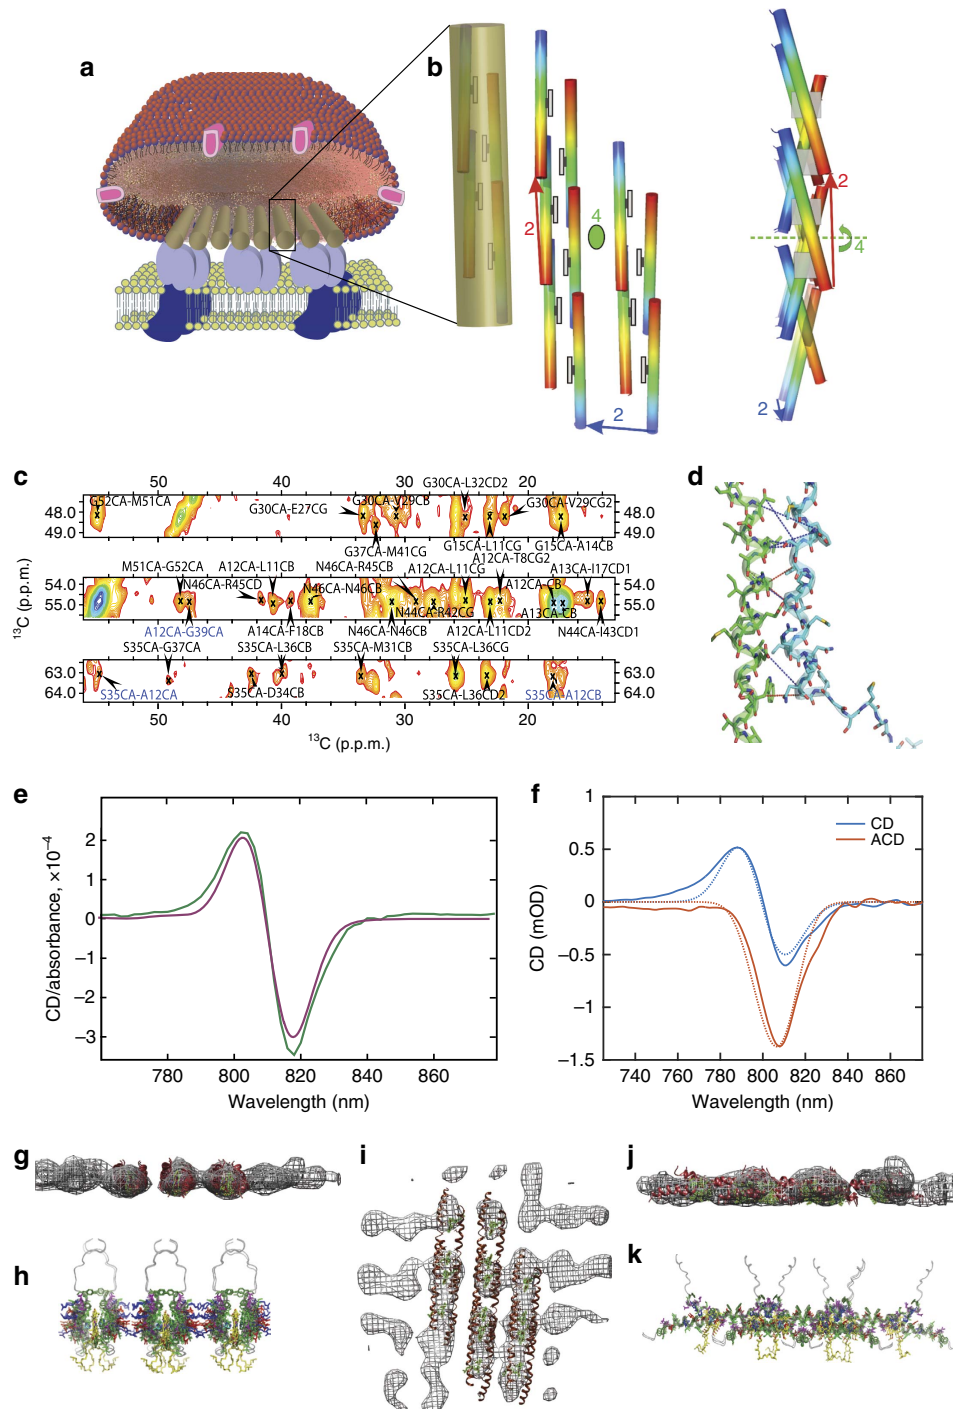 a
b
2
4
2
2
4
2
c
50
40
30
20
G30CA-L32CD2
G52CA-M51CA
G30CA-E27CG
G30CA-V29CB
G30CA-V29CG2
48.0
49.0
48.0
49.0
G37CA-M41CG
G15CA-L11CG
G15CA-A14CB
A12CA-T8CG2
M51CA-G52CA
A12CA-L11CB
N46CA-R45CB
A12CA-L11CG
A13CA-I17CD1
N46CA-R45CD
N46CA-N46CB
N44CA-R42CG
A12CA-CB
A13CA-CB
54.0
55.0
54.0
55.0
A12CA-G39CA
A14CA-F18CB
N46CA-N46CB
A12CA-L11CD2
N44CA-I43CD1
S35CA-G37CA
S35CA-L36CB
S35CA-M31CB
S35CA-L36CG
63.0
64.0
63.0
64.0
S35CA-A12CA
S35CA-D34CB
S35CA-L36CD2
S35CA-A12CB
50
40
30
20
13C (p.p.m.)
13C (p.p.m.)
d
e
2
1
0
−1
−2
−3
CD/absorbance, ×10−4
780
800
820
840
860
Wavelength (nm)
f
1
0.5
0
−0.5
−1
−1.5
CD (mOD)
CD
ACD
740
760
780
800
820
840
860
Wavelength (nm)
g
h
i
j
k